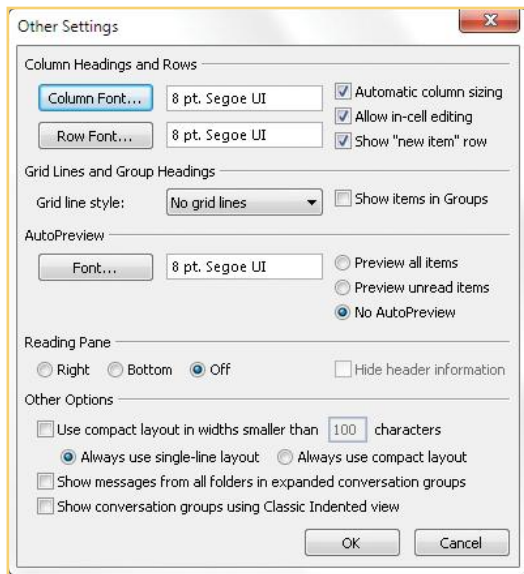 Other Settings
Column Headings and Rows
Column Font... 8 pt. Segoe UI Automatic column sizing
Allow in-cell editing
Row Font... 8 pt. Segoe UI Show "new item" row
Grid Lines and Group Headings
Grid line style: No grid lines Show items in Groups
AutoPreview
Font... 8 pt. Segoe UI Preview all items
Preview unread items
No AutoPreview
Reading Pane
Right Bottom Off Hide header information
Other Options
Use compact layout in widths smaller than 100 characters
Always use single-line layout Always use compact layout
Show messages from all folders in expanded conversation groups
Show conversation groups using Classic Indented view
OK Cancel